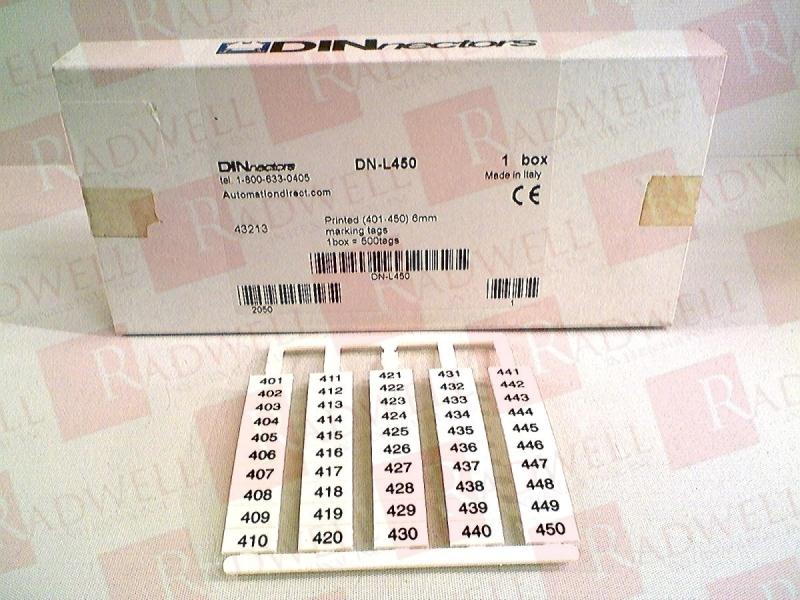 DINnectors
DINnectors DN-L450 1 box
tel. 1-800-633-0405 Made in Italy
Automationdirect.com CE
43213 Printed (401-450) 6mm
marking tags
1box = 500tags
DN-L450
2050 1
401 411 421 431 441
402 412 422 432 442
403 413 423 433 443
404 414 424 434 444
405 415 425 435 445
406 416 426 436 446
407 417 427 437 447
408 418 428 438 448
409 419 429 439 449
410 420 430 440 450
RADWELL